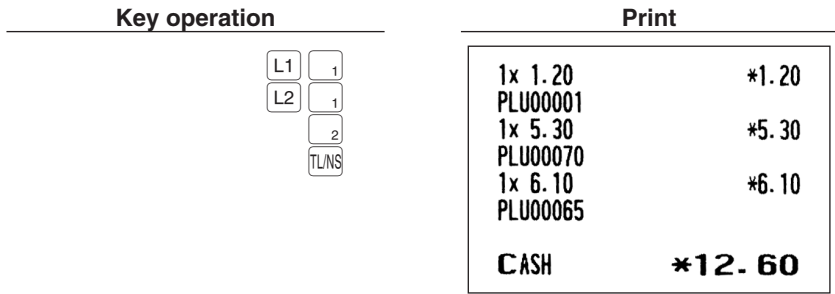 Key operation
Print
L1 1
L2 1
2
TL/NS
1x 1.20 *1.20
PLU00001
1x 5.30 *5.30
PLU00070
1x 6.10 *6.10
PLU00065
CASH *12.60